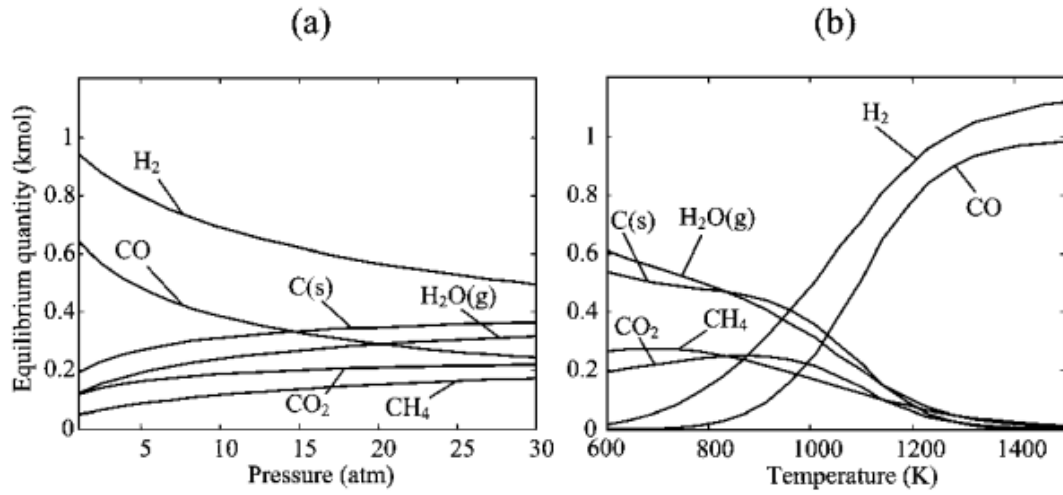 (a)
(b)
Equilibrium quantity (kmol)
1
0.8
0.6
0.4
0.2
0
H2
CO
C(s)
H2O(g)
CO2
CH4
5
10
15
20
25
30
Pressure (atm)
1
0.8
0.6
0.4
0.2
0
H2
CO
H2O(g)
C(s)
CH4
CO2
600
800
1000
1200
1400
Temperature (K)